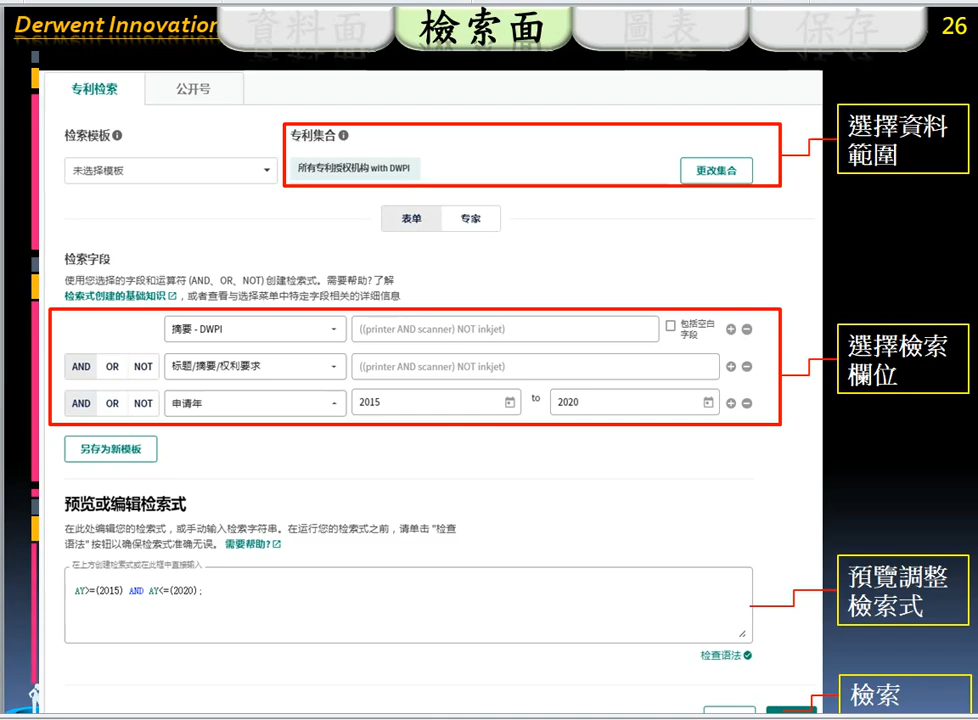 Derwent Innovation
資料面
檢索面
圖表
保存
26
专利检索
公开号
检索模板
专利集合
未选择模板
所有专利授权机构 with DWPI
更改集合
選擇資料
範圍
表单
专家
检索字段
使用您选择的字段和运算符 (AND、OR、NOT) 创建检索式。需要帮助? 了解
检索式创建的基础知识，或者查看与选择菜单中特定字段相关的详细信息
摘要 - DWPI
((printer AND scanner) NOT inkjet)
包括空白
字段
AND OR NOT
标题/摘要/权利要求
((printer AND scanner) NOT inkjet)
AND OR NOT
申请年
2015
to
2020
選擇檢索
欄位
另存为新模板
预览或编辑检索式
在此处编辑您的检索式，或手动输入检索字符串。在运行您的检索式之前，请单击 "检查
语法" 按钮以确保检索式准确无误。 需要帮助?
在上方创建检索式或在此框中直接输入
AY>=(2015) AND AY<=(2020);
預覽調整
檢索式
检查语法
檢索